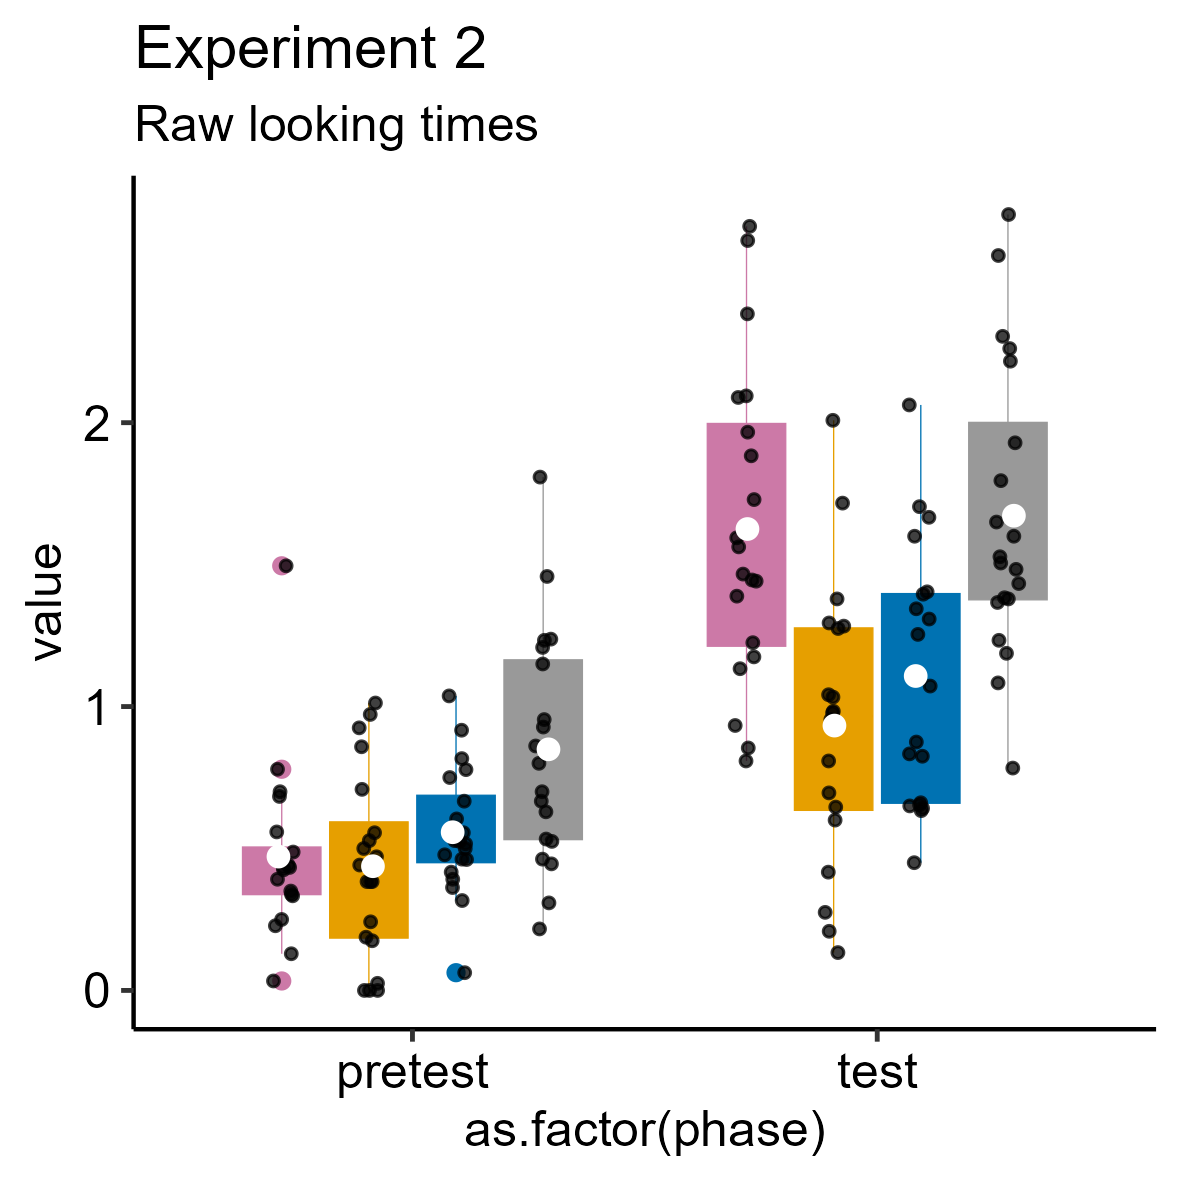 Experiment 2
Raw looking times
value
2
1
0
pretest
test
as.factor(phase)